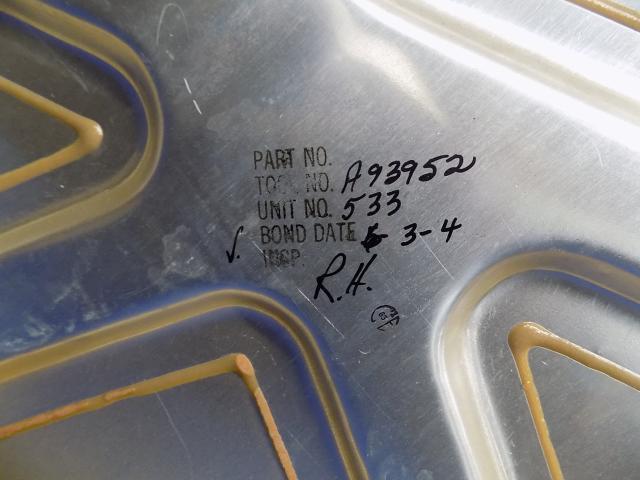 PART NO.
TOOL NO. A93952
UNIT NO. 533
√ BOND DATE 3-4
INSP.
R.H.